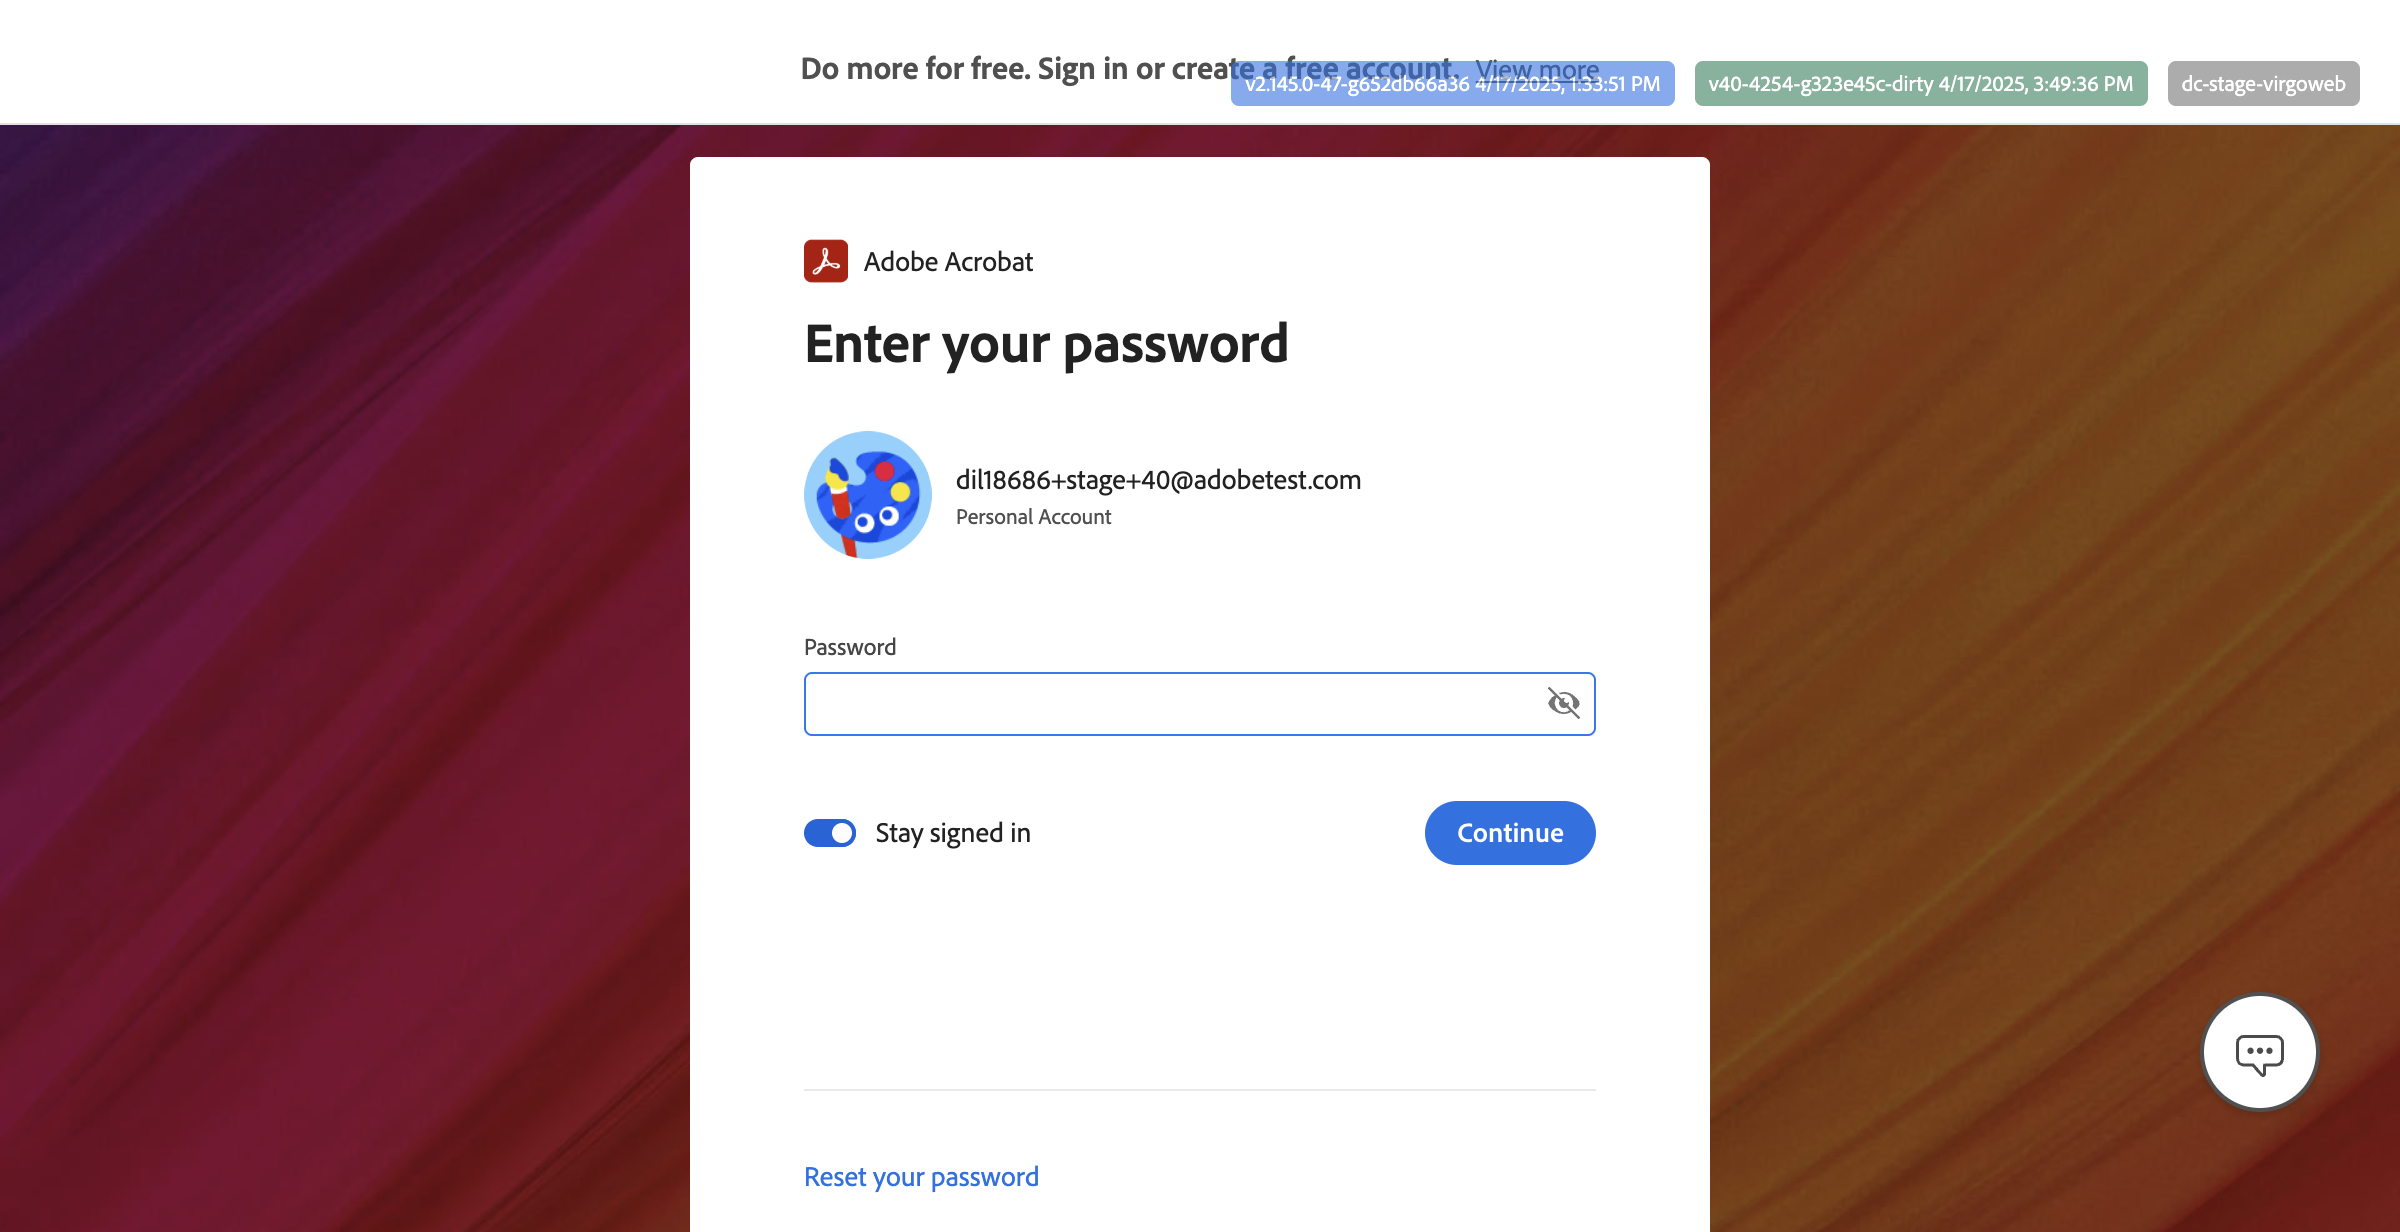 Do more for free. Sign in or create a free account. View more
v2.145.0-47-g652db66a36 4/17/2025, 1:33:51 PM
v40-4254-g323e45c-dirty 4/17/2025, 3:49:36 PM
dc-stage-virgoweb
Adobe Acrobat
Enter your password
dil18686+stage+40@adobetest.com
Personal Account
Password
Stay signed in
Continue
Reset your password